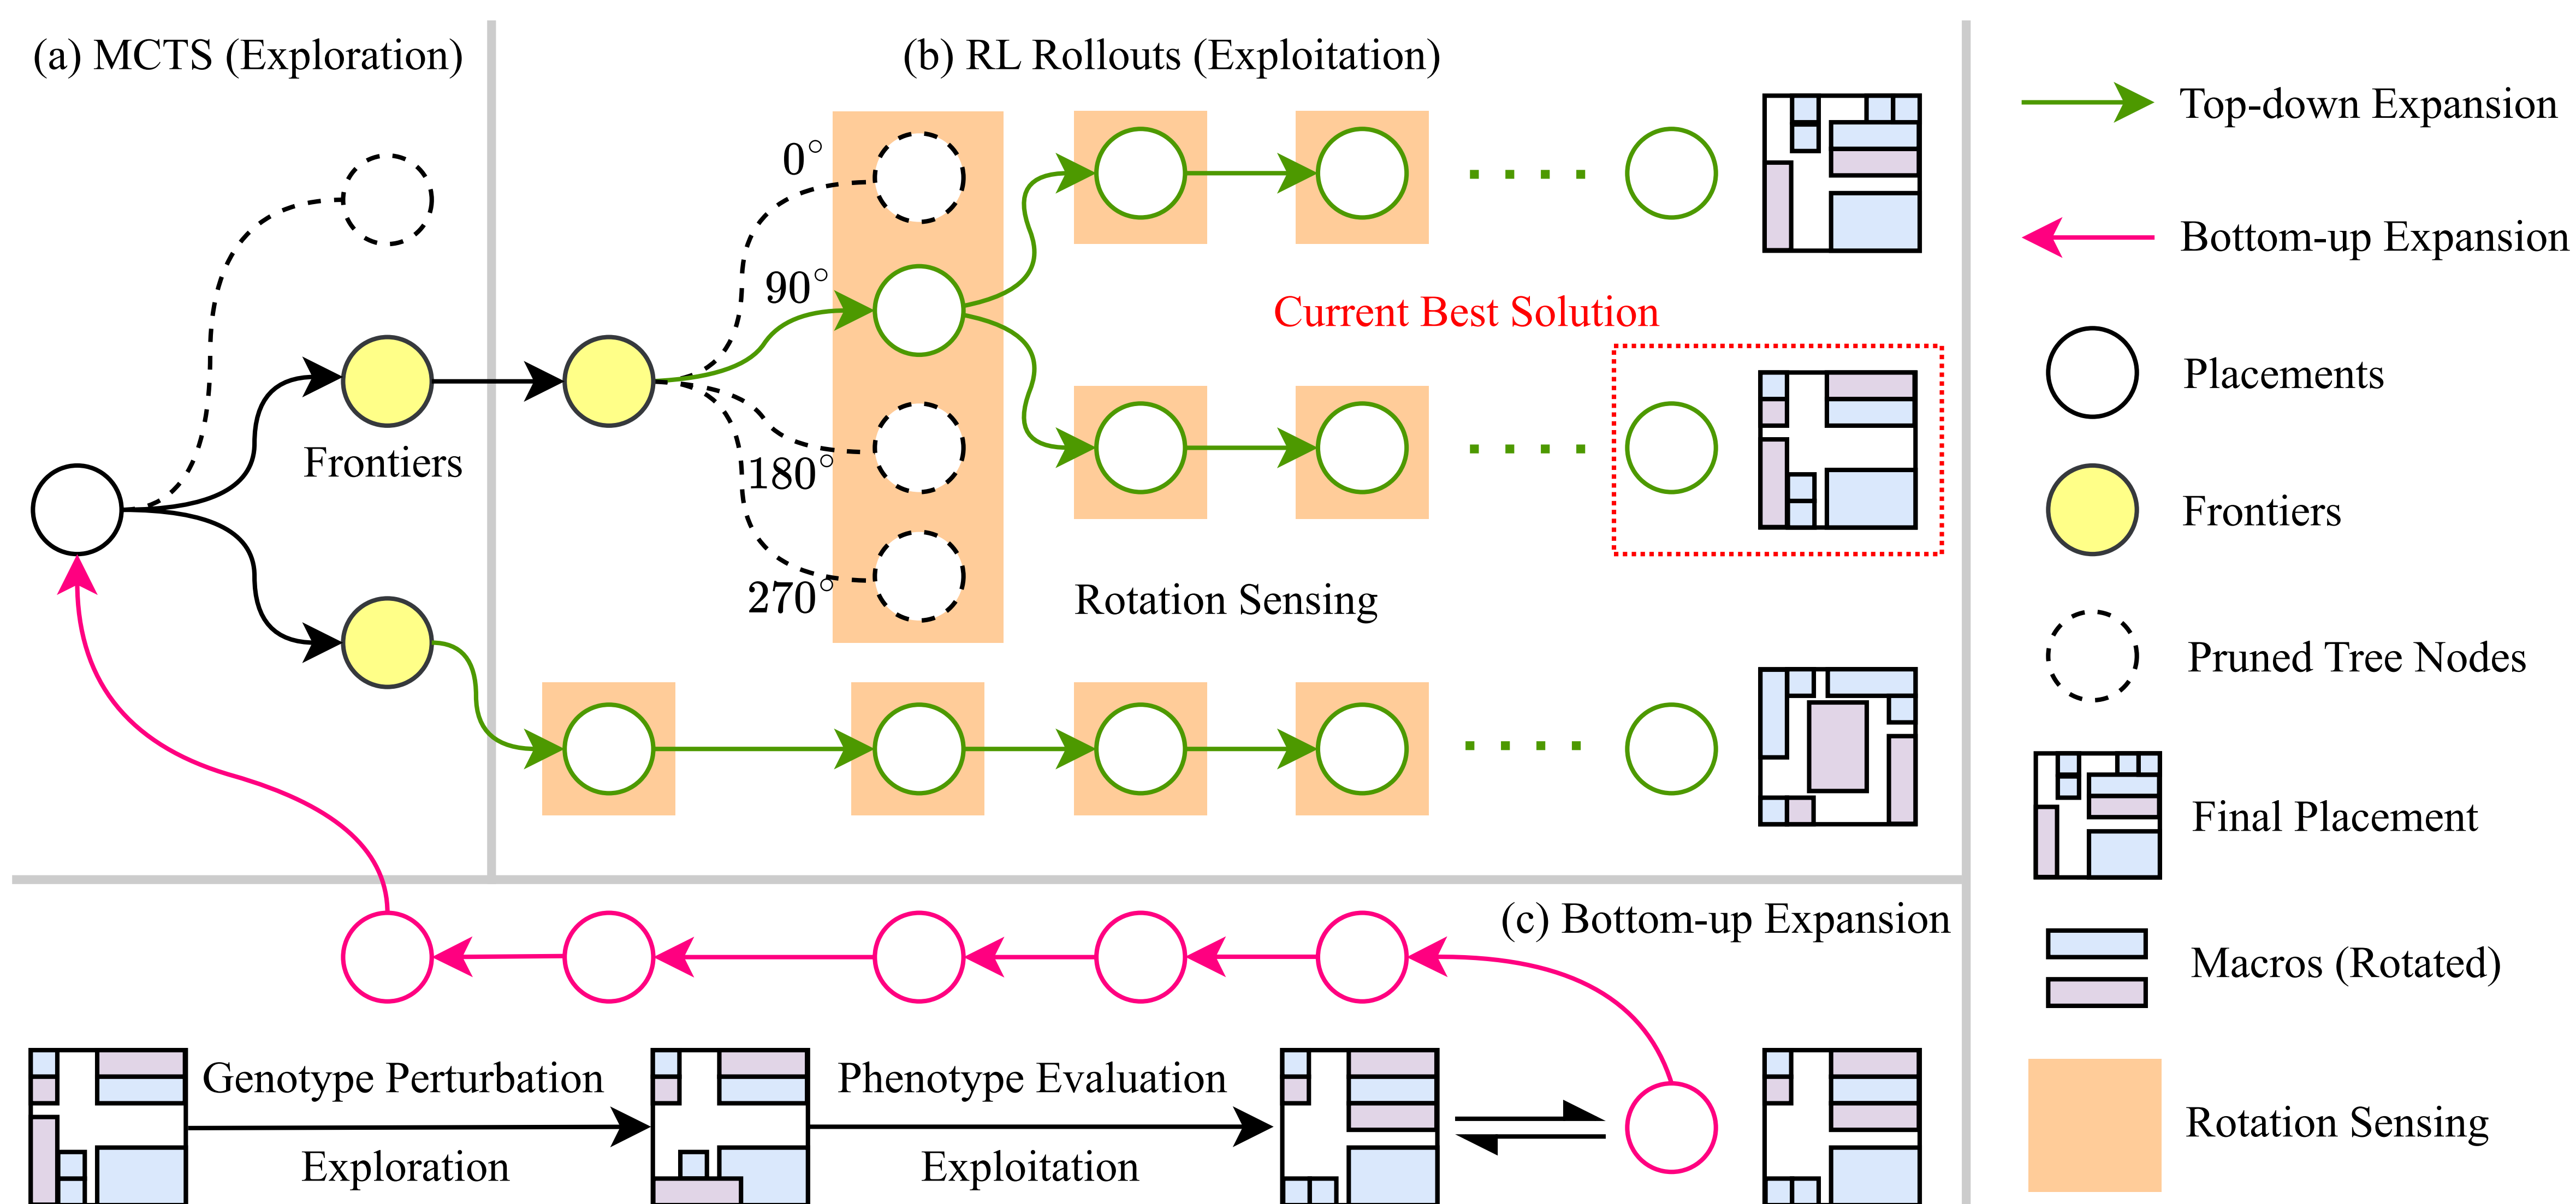 (a) MCTS (Exploration)
(b) RL Rollouts (Exploitation)
0°
90°
180°
270°
Frontiers
Current Best Solution
Rotation Sensing
(c) Bottom-up Expansion
Genotype Perturbation
Exploration
Phenotype Evaluation
Exploitation
Top-down Expansion
Bottom-up Expansion
Placements
Frontiers
Pruned Tree Nodes
Final Placement
Macros (Rotated)
Rotation Sensing